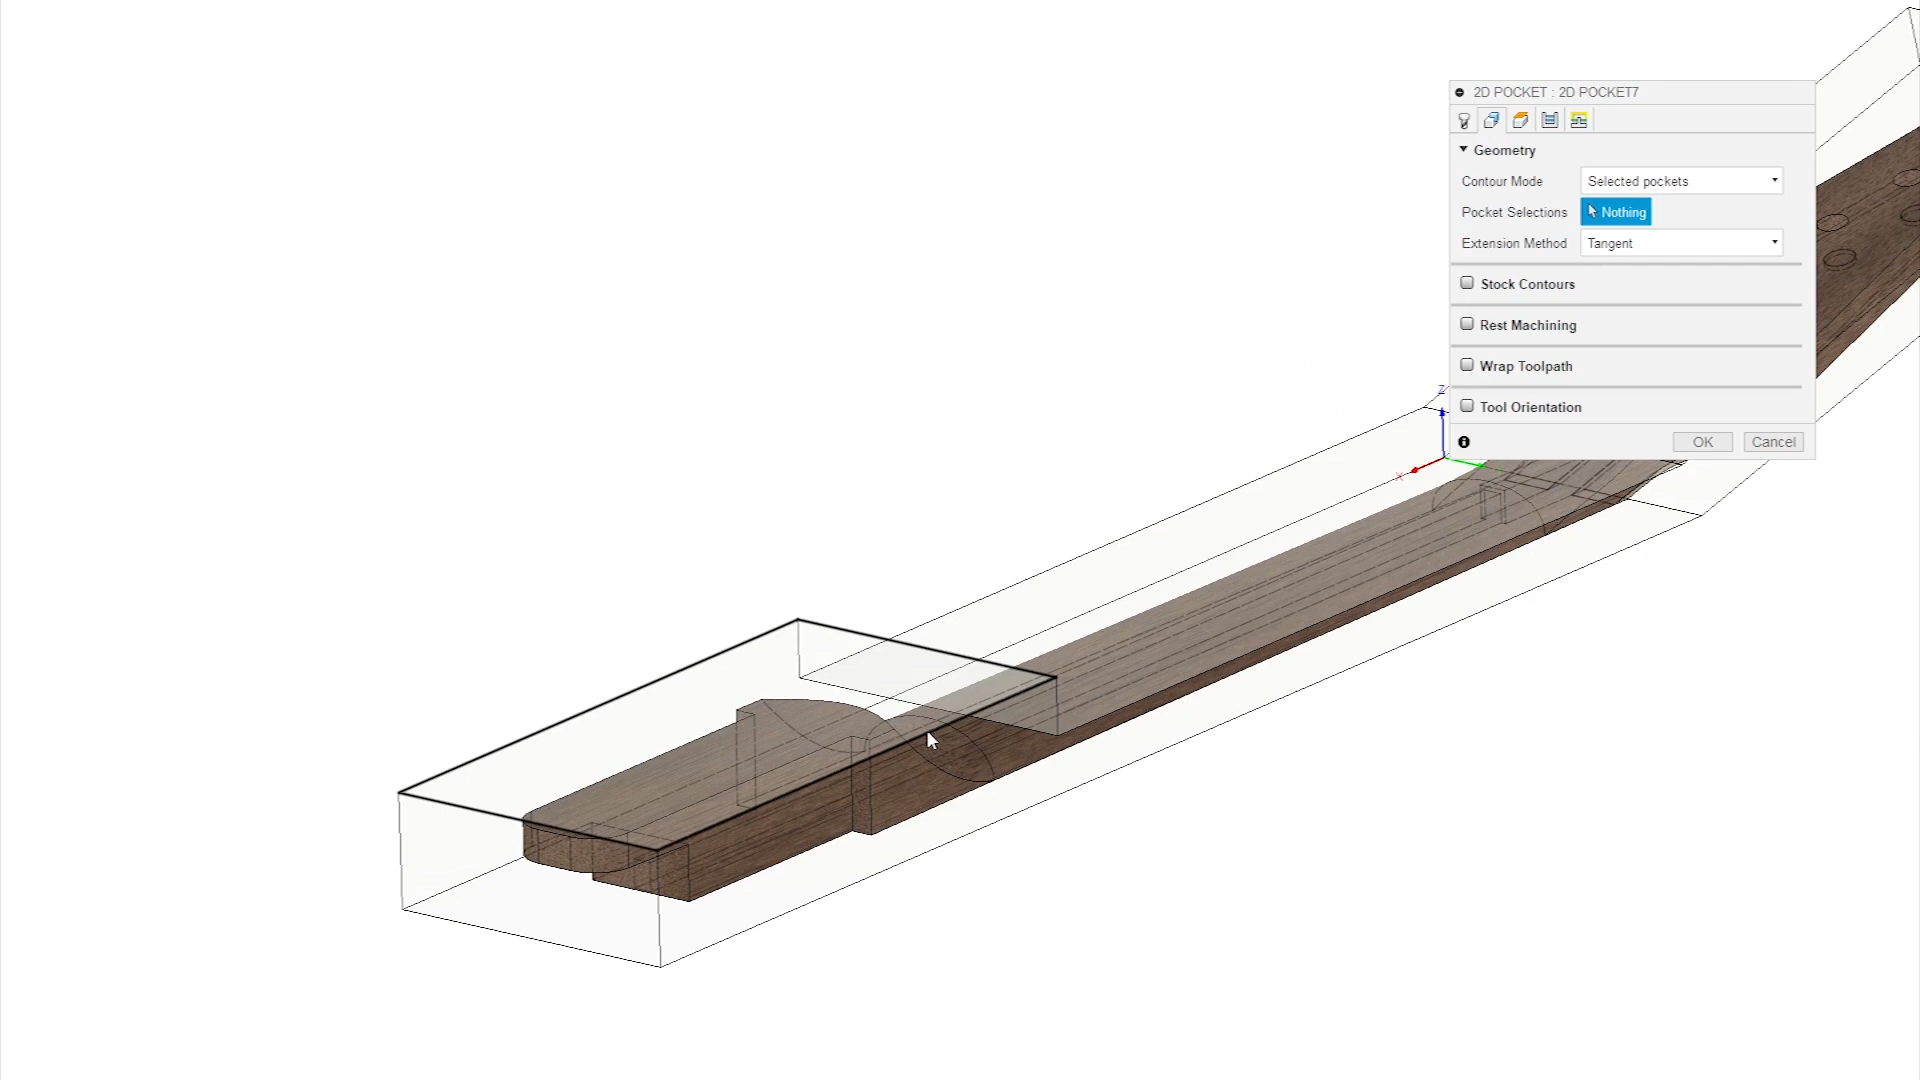 2D POCKET : 2D POCKET7
Geometry
Contour Mode Selected pockets
Pocket Selections Nothing
Extension Method Tangent
Stock Contours
Rest Machining
Wrap Toolpath
Tool Orientation
OK Cancel
Z
X